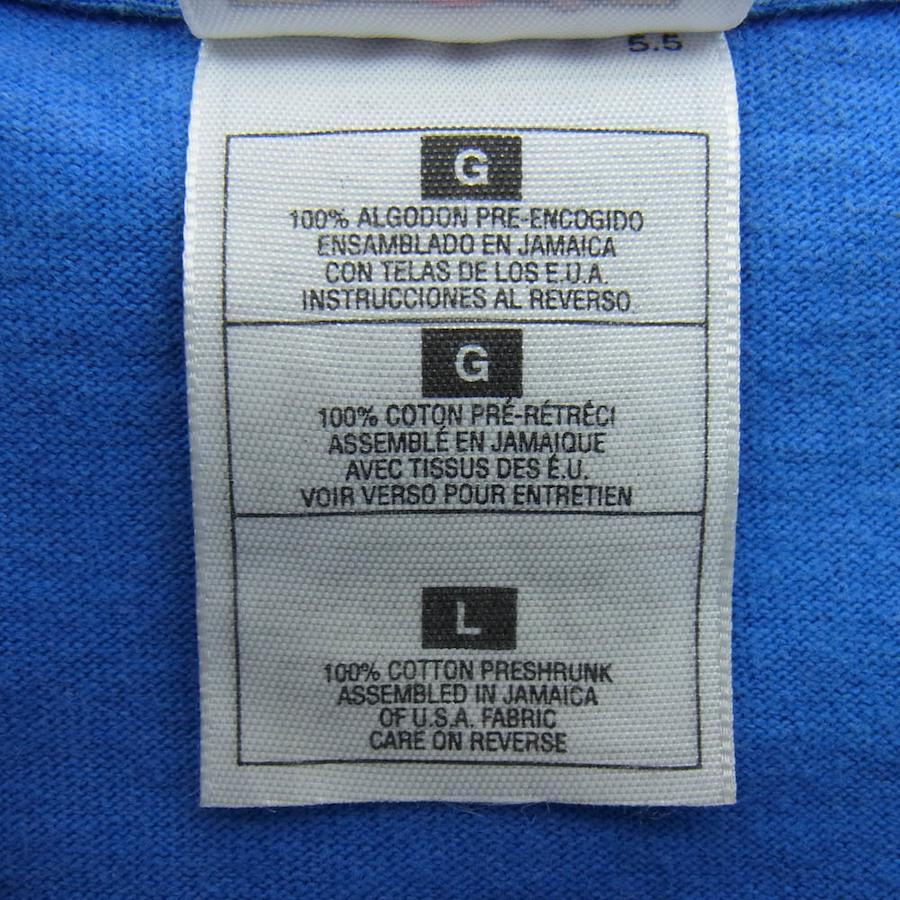 5.5
G
100% ALGODON PRE-ENCOGIDO
ENSAMBLADO EN JAMAICA
CON TELAS DE LOS E.U.A.
INSTRUCCIONES AL REVERSO
G
100% COTON PRÉ-RÉTRÉCI
ASSEMBLÉ EN JAMAIQUE
AVEC TISSUS DES É.U.
VOIR VERSO POUR ENTRETIEN
L
100% COTTON PRESHRUNK
ASSEMBLED IN JAMAICA
OF U.S.A. FABRIC
CARE ON REVERSE